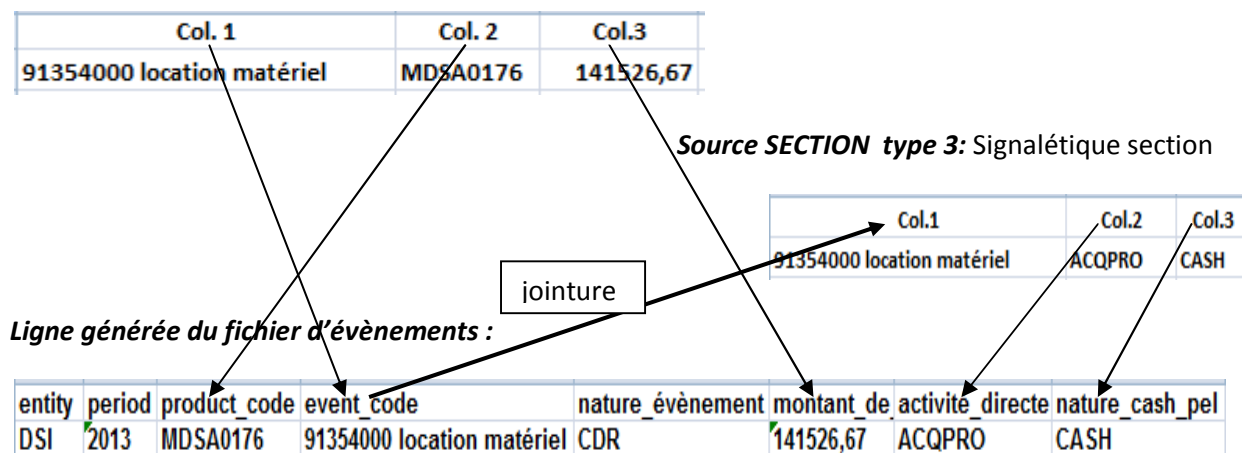 Col. 1 Col. 2 Col.3
91354000 location matériel MDSA0176 141526,67
Source SECTION type 3: Signalétique section
Col.1 Col.2 Col.3
91354000 location matériel ACQPRO CASH
jointure
Ligne générée du fichier d'évènements :
entity period product_code event_code nature_évènement montant_de_ activité_directe nature_cash_pel
DSI 2013 MDSA0176 91354000 location matériel CDR 141526,67 ACQPRO CASH